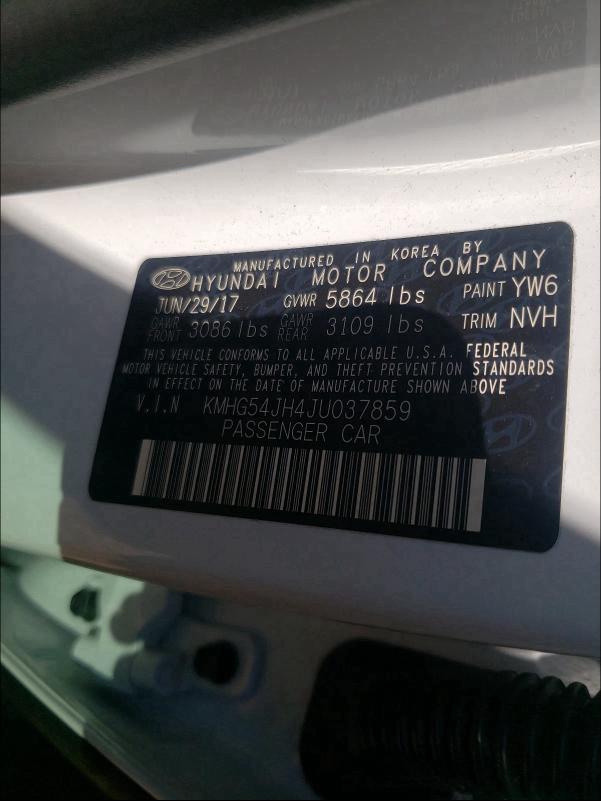 MANUFACTURED IN KOREA BY
HYUNDAI MOTOR COMPANY
JUN/29/17 GVWR 5864 lbs PAINT YW6
GAWR FRONT 3086 lbs GAWR REAR 3109 lbs TRIM NVH
THIS VEHICLE CONFORMS TO ALL APPLICABLE U.S.A. FEDERAL
MOTOR VEHICLE SAFETY, BUMPER, AND THEFT PREVENTION STANDARDS
IN EFFECT ON THE DATE OF MANUFACTURE SHOWN ABOVE
V.I.N KMHG54JH4JU037859
PASSENGER CAR